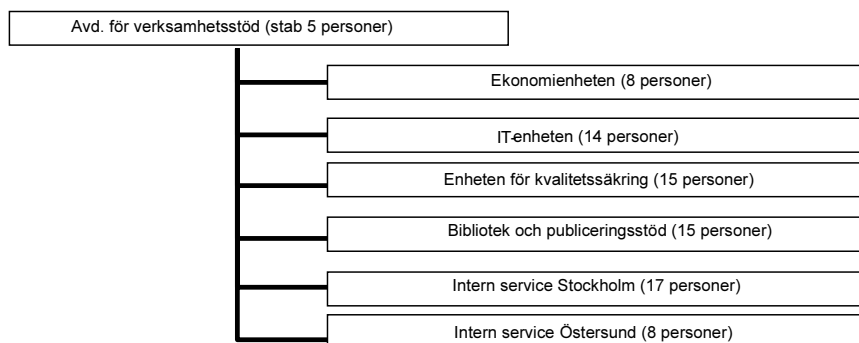 Avd. för verksamhetsstöd (stab 5 personer)
Ekonomienheten (8 personer)
IT-enheten (14 personer)
Enheten för kvalitetssäkring (15 personer)
Bibliotek och publiceringsstöd (15 personer)
Intern service Stockholm (17 personer)
Intern service Östersund (8 personer)